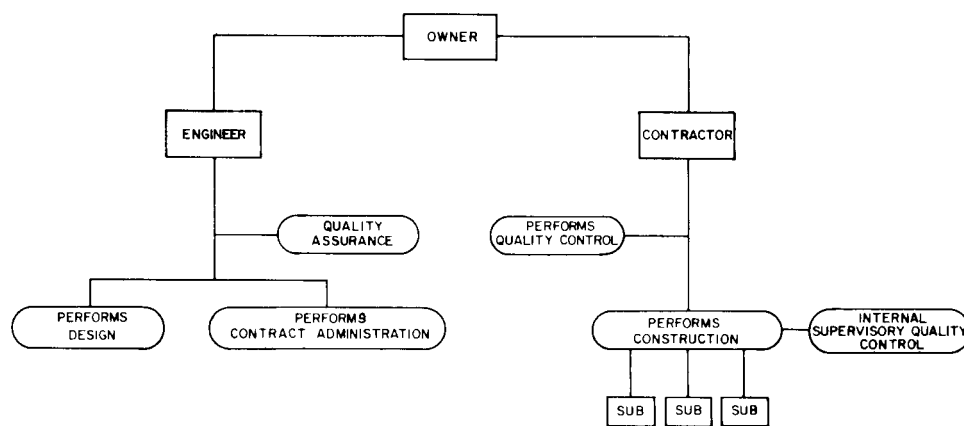 OWNER
ENGINEER
CONTRACTOR
QUALITY
ASSURANCE
PERFORMS
QUALITY CONTROL
PERFORMS
DESIGN
PERFORMS
CONTRACT ADMINISTRATION
PERFORMS
CONSTRUCTION
INTERNAL
SUPERVISORY QUALITY
CONTROL
SUB
SUB
SUB